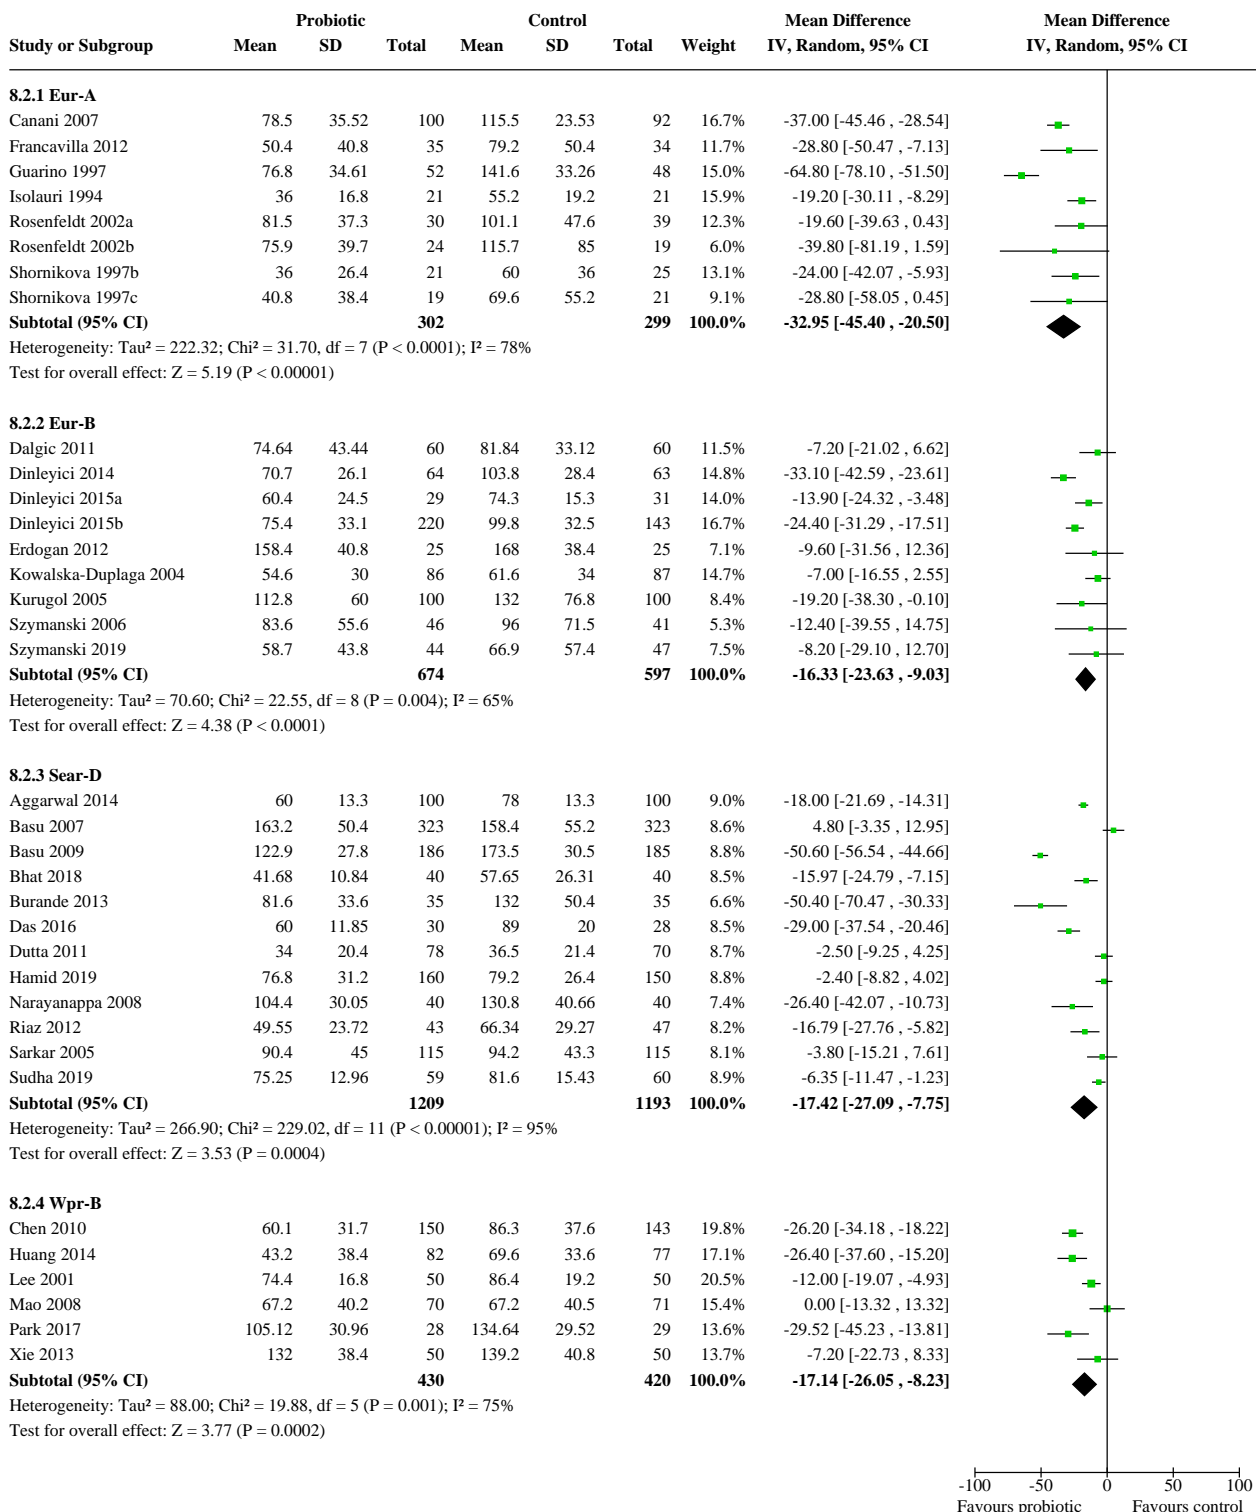 Probiotic Control Mean Difference Mean Difference
Study or Subgroup Mean SD Total Mean SD Total Weight IV, Random, 95% CI IV, Random, 95% CI
8.2.1 Eur-A
Canani 2007 78.5 35.52 100 115.5 23.53 92 16.7% -37.00 [-45.46 , -28.54]
Francavilla 2012 50.4 40.8 35 79.2 50.4 34 11.7% -28.80 [-50.47 , -7.13]
Guarino 1997 76.8 34.61 52 141.6 33.26 48 15.0% -64.80 [-78.10 , -51.50]
Isolauri 1994 36 16.8 21 55.2 19.2 21 15.9% -19.20 [-30.11 , -8.29]
Rosenfeldt 2002a 81.5 37.3 30 101.1 47.6 39 12.3% -19.60 [-39.63 , 0.43]
Rosenfeldt 2002b 75.9 39.7 24 115.7 85 19 6.0% -39.80 [-81.19 , 1.59]
Shornikova 1997b 36 26.4 21 60 36 25 13.1% -24.00 [-42.07 , -5.93]
Shornikova 1997c 40.8 38.4 19 69.6 55.2 21 9.1% -28.80 [-58.05 , 0.45]
Subtotal (95% CI) 302 299 100.0% -32.95 [-45.40 , -20.50]
Heterogeneity: Tau² = 222.32; Chi² = 31.70, df = 7 (P < 0.0001); I² = 78%
Test for overall effect: Z = 5.19 (P < 0.00001)
8.2.2 Eur-B
Dalgic 2011 74.64 43.44 60 81.84 33.12 60 11.5% -7.20 [-21.02 , 6.62]
Dinleyici 2014 70.7 26.1 64 103.8 28.4 63 14.8% -33.10 [-42.59 , -23.61]
Dinleyici 2015a 60.4 24.5 29 74.3 15.3 31 14.0% -13.90 [-24.32 , -3.48]
Dinleyici 2015b 75.4 33.1 220 99.8 32.5 143 16.7% -24.40 [-31.29 , -17.51]
Erdogan 2012 158.4 40.8 25 168 38.4 25 7.1% -9.60 [-31.56 , 12.36]
Kowalska-Duplaga 2004 54.6 30 86 61.6 34 87 14.7% -7.00 [-16.55 , 2.55]
Kurugol 2005 112.8 60 100 132 76.8 100 8.4% -19.20 [-38.30 , -0.10]
Szymanski 2006 83.6 55.6 46 96 71.5 41 5.3% -12.40 [-39.55 , 14.75]
Szymanski 2019 58.7 43.8 44 66.9 57.4 47 7.5% -8.20 [-29.10 , 12.70]
Subtotal (95% CI) 674 597 100.0% -16.33 [-23.63 , -9.03]
Heterogeneity: Tau² = 70.60; Chi² = 22.55, df = 8 (P = 0.004); I² = 65%
Test for overall effect: Z = 4.38 (P < 0.0001)
8.2.3 Sear-D
Aggarwal 2014 60 13.3 100 78 13.3 100 9.0% -18.00 [-21.69 , -14.31]
Basu 2007 163.2 50.4 323 158.4 55.2 323 8.6% 4.80 [-3.35 , 12.95]
Basu 2009 122.9 27.8 186 173.5 30.5 185 8.8% -50.60 [-56.54 , -44.66]
Bhat 2018 41.68 10.84 40 57.65 26.31 40 8.5% -15.97 [-24.79 , -7.15]
Burande 2013 81.6 33.6 35 132 50.4 35 6.6% -50.40 [-70.47 , -30.33]
Das 2016 60 11.85 30 89 20 28 8.5% -29.00 [-37.54 , -20.46]
Dutta 2011 34 20.4 78 36.5 21.4 70 8.7% -2.50 [-9.25 , 4.25]
Hamid 2019 76.8 31.2 160 79.2 26.4 150 8.8% -2.40 [-8.82 , 4.02]
Narayanappa 2008 104.4 30.05 40 130.8 40.66 40 7.4% -26.40 [-42.07 , -10.73]
Riaz 2012 49.55 23.72 43 66.34 29.27 47 8.2% -16.79 [-27.76 , -5.82]
Sarkar 2005 90.4 45 115 94.2 43.3 115 8.1% -3.80 [-15.21 , 7.61]
Sudha 2019 75.25 12.96 59 81.6 15.43 60 8.9% -6.35 [-11.47 , -1.23]
Subtotal (95% CI) 1209 1193 100.0% -17.42 [-27.09 , -7.75]
Heterogeneity: Tau² = 266.90; Chi² = 229.02, df = 11 (P < 0.00001); I² = 95%
Test for overall effect: Z = 3.53 (P = 0.0004)
8.2.4 Wpr-B
Chen 2010 60.1 31.7 150 86.3 37.6 143 19.8% -26.20 [-34.18 , -18.22]
Huang 2014 43.2 38.4 82 69.6 33.6 77 17.1% -26.40 [-37.60 , -15.20]
Lee 2001 74.4 16.8 50 86.4 19.2 50 20.5% -12.00 [-19.07 , -4.93]
Mao 2008 67.2 40.2 70 67.2 40.5 71 15.4% 0.00 [-13.32 , 13.32]
Park 2017 105.12 30.96 28 134.64 29.52 29 13.6% -29.52 [-45.23 , -13.81]
Xie 2013 132 38.4 50 139.2 40.8 50 13.7% -7.20 [-22.73 , 8.33]
Subtotal (95% CI) 430 420 100.0% -17.14 [-26.05 , -8.23]
Heterogeneity: Tau² = 88.00; Chi² = 19.88, df = 5 (P = 0.001); I² = 75%
Test for overall effect: Z = 3.77 (P = 0.0002)
-100 -50 0 50 100
Favours probiotic Favours control